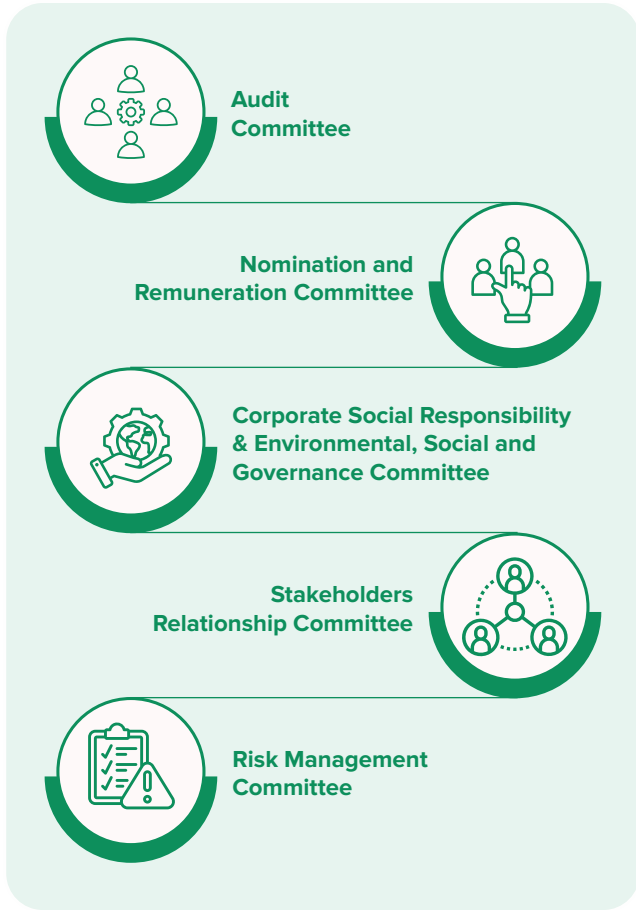 Audit
Committee
Nomination and
Remuneration Committee
Corporate Social Responsibility
& Environmental, Social and
Governance Committee
Stakeholders
Relationship Committee
Risk Management
Committee